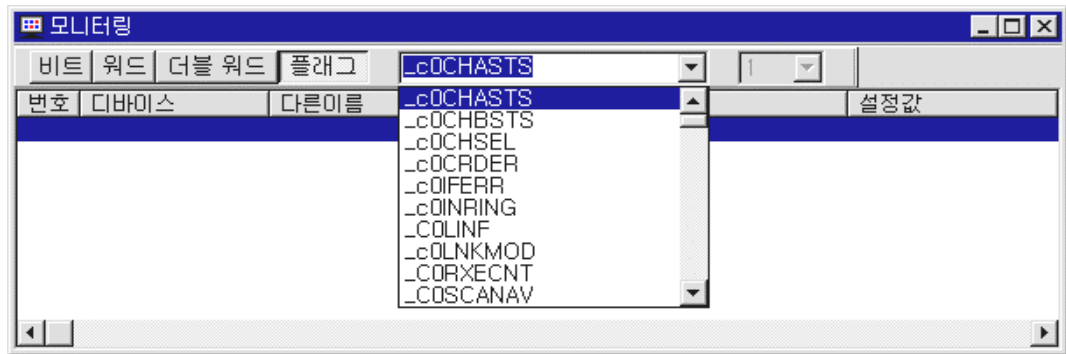 모니터링
비트 워드 더블 워드 플래그 _c0CHASTS 1
번호 디바이스 다른이름 설정값
_c0CHASTS
_c0CHBSTS
_c0CHSEL
_c0CRDER
_c0IFERR
_c0INRING
_C0LINF
_c0LNKMOD
_C0RXECNT
_C0SCANAV